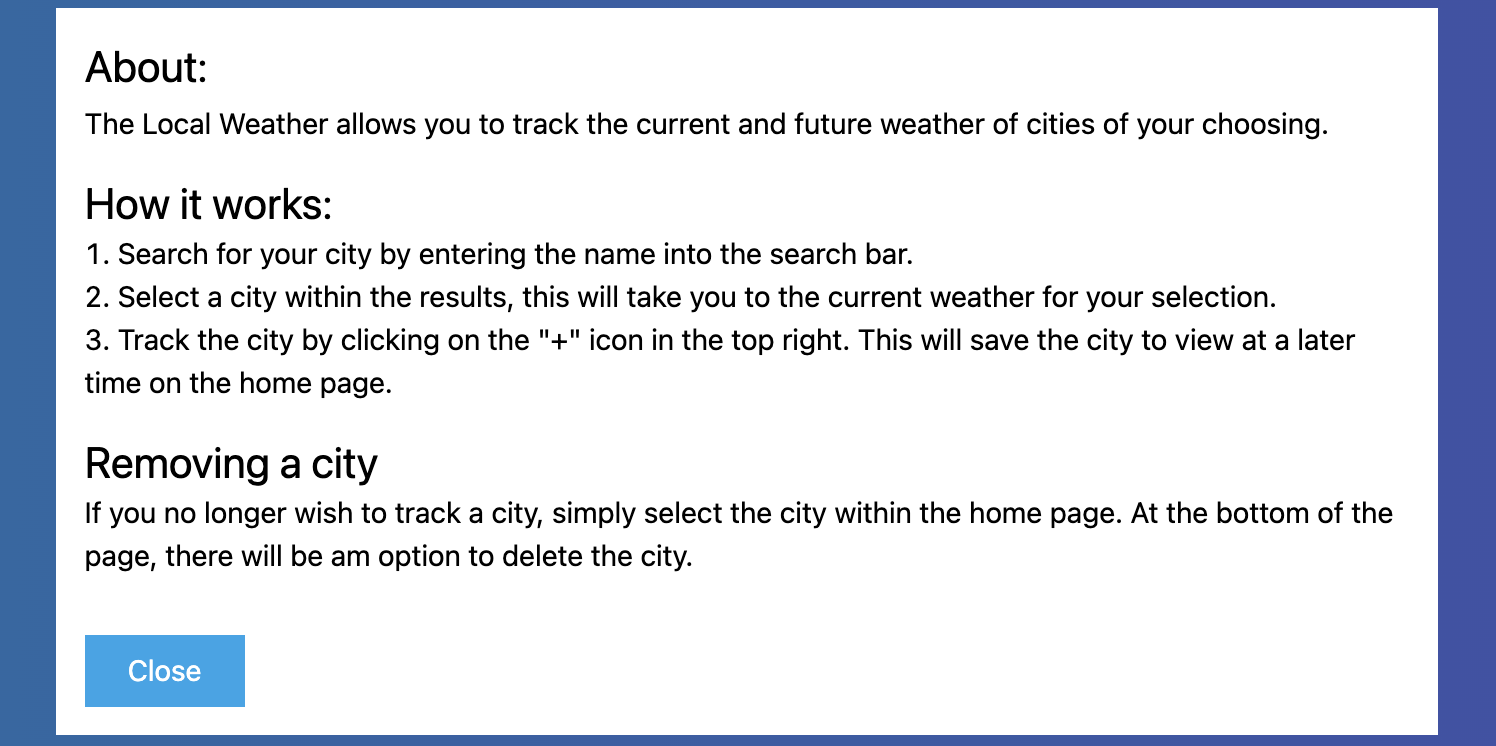 About:
The Local Weather allows you to track the current and future weather of cities of your choosing.
How it works:
1. Search for your city by entering the name into the search bar.
2. Select a city within the results, this will take you to the current weather for your selection.
3. Track the city by clicking on the "+" icon in the top right. This will save the city to view at a later
time on the home page.
Removing a city
If you no longer wish to track a city, simply select the city within the home page. At the bottom of the
page, there will be am option to delete the city.
Close